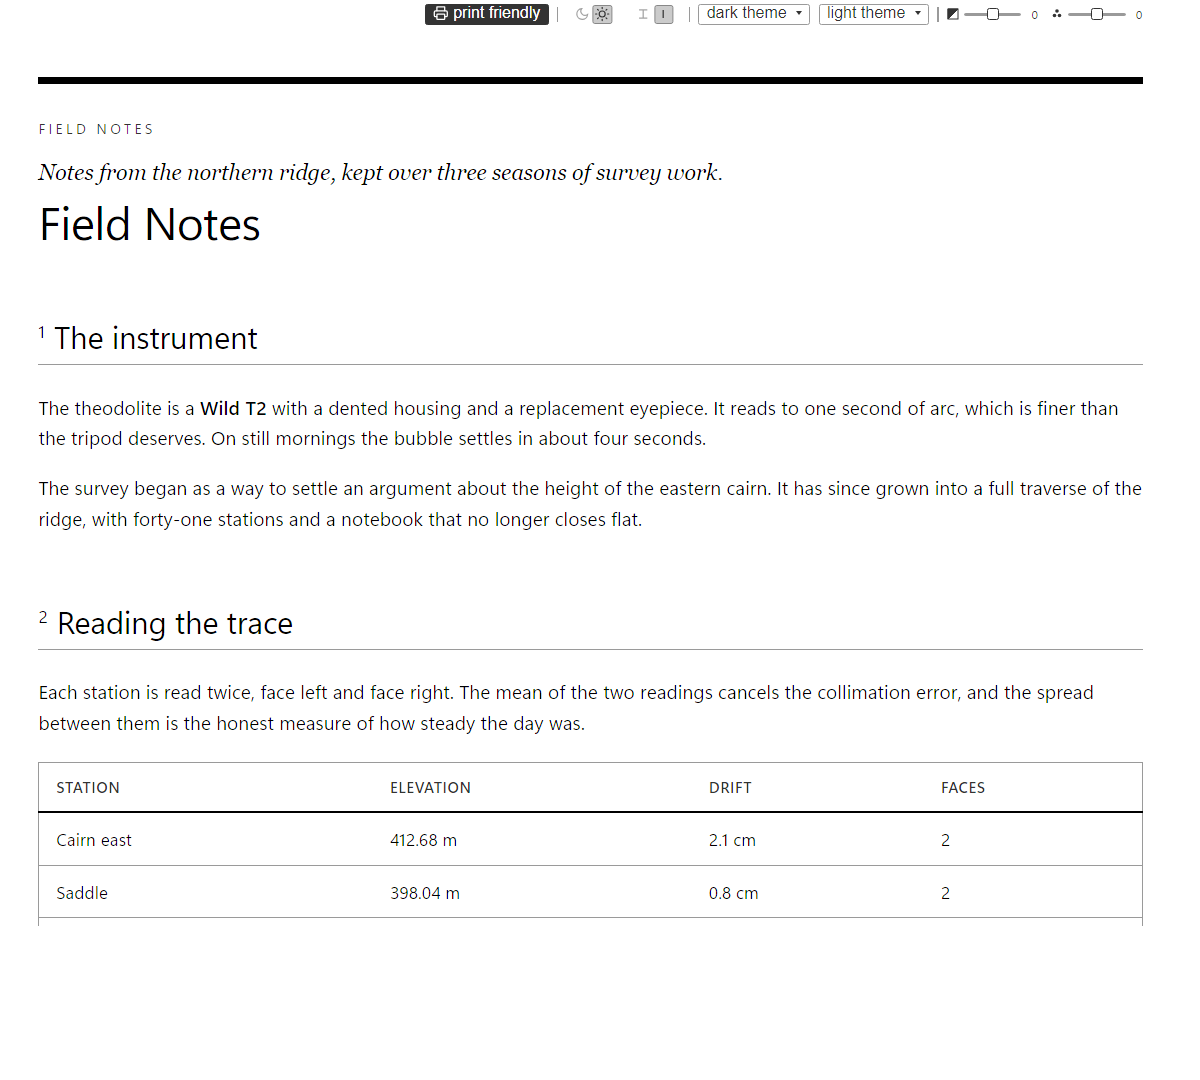 print friendly | I I | dark theme light theme | 0 0
FIELD NOTES
Notes from the northern ridge, kept over three seasons of survey work.
Field Notes
1 The instrument
The theodolite is a Wild T2 with a dented housing and a replacement eyepiece. It reads to one second of arc, which is finer than
the tripod deserves. On still mornings the bubble settles in about four seconds.
The survey began as a way to settle an argument about the height of the eastern cairn. It has since grown into a full traverse of the
ridge, with forty-one stations and a notebook that no longer closes flat.
2 Reading the trace
Each station is read twice, face left and face right. The mean of the two readings cancels the collimation error, and the spread
between them is the honest measure of how steady the day was.
STATION ELEVATION DRIFT FACES
Cairn east 412.68 m 2.1 cm 2
Saddle 398.04 m 0.8 cm 2